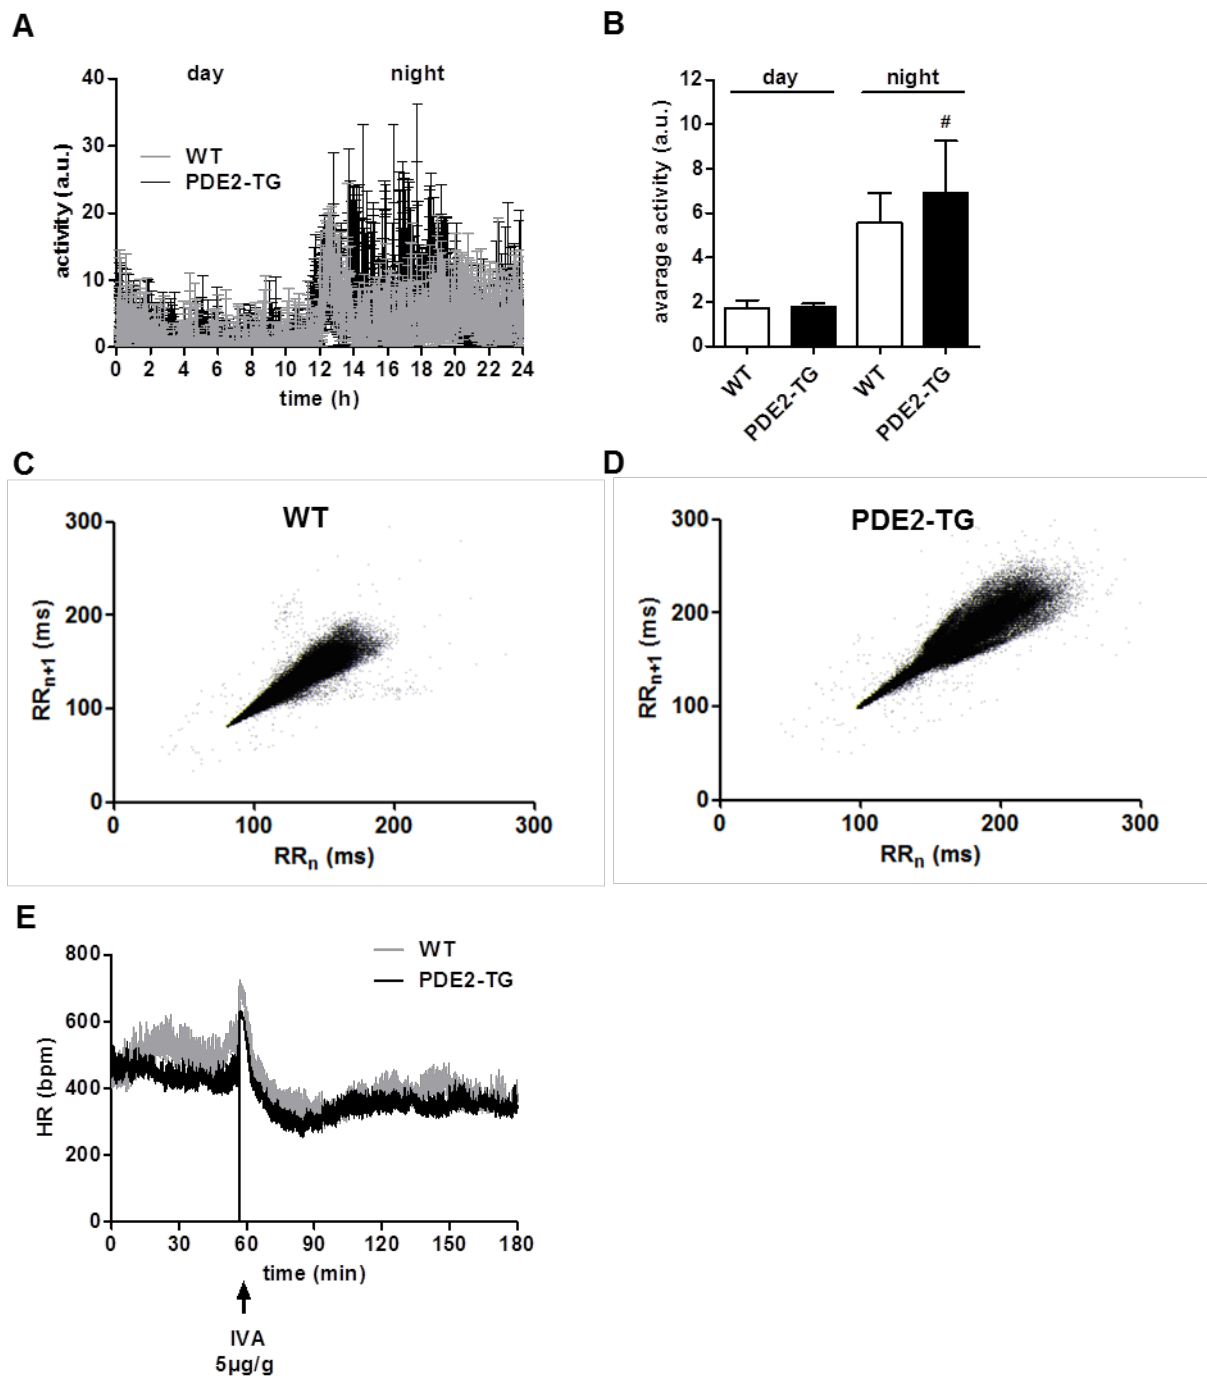 A
day night
WT
PDE2-TG
activity (a.u.)
40
30
20
10
0
0 2 4 6 8 10 12 14 16 18 20 22 24
time (h)
B
day night
#
avarage activity (a.u.)
12
10
8
6
4
2
0
WT PDE2-TG WT PDE2-TG
C
WT
RRn+1 (ms)
300
200
100
0
0 100 200 300
RRn (ms)
D
PDE2-TG
RRn+1 (ms)
300
200
100
0
0 100 200 300
RRn (ms)
E
WT
PDE2-TG
HR (bpm)
800
600
400
200
0
0 30 60 90 120 150 180
time (min)
IVA
5µg/g